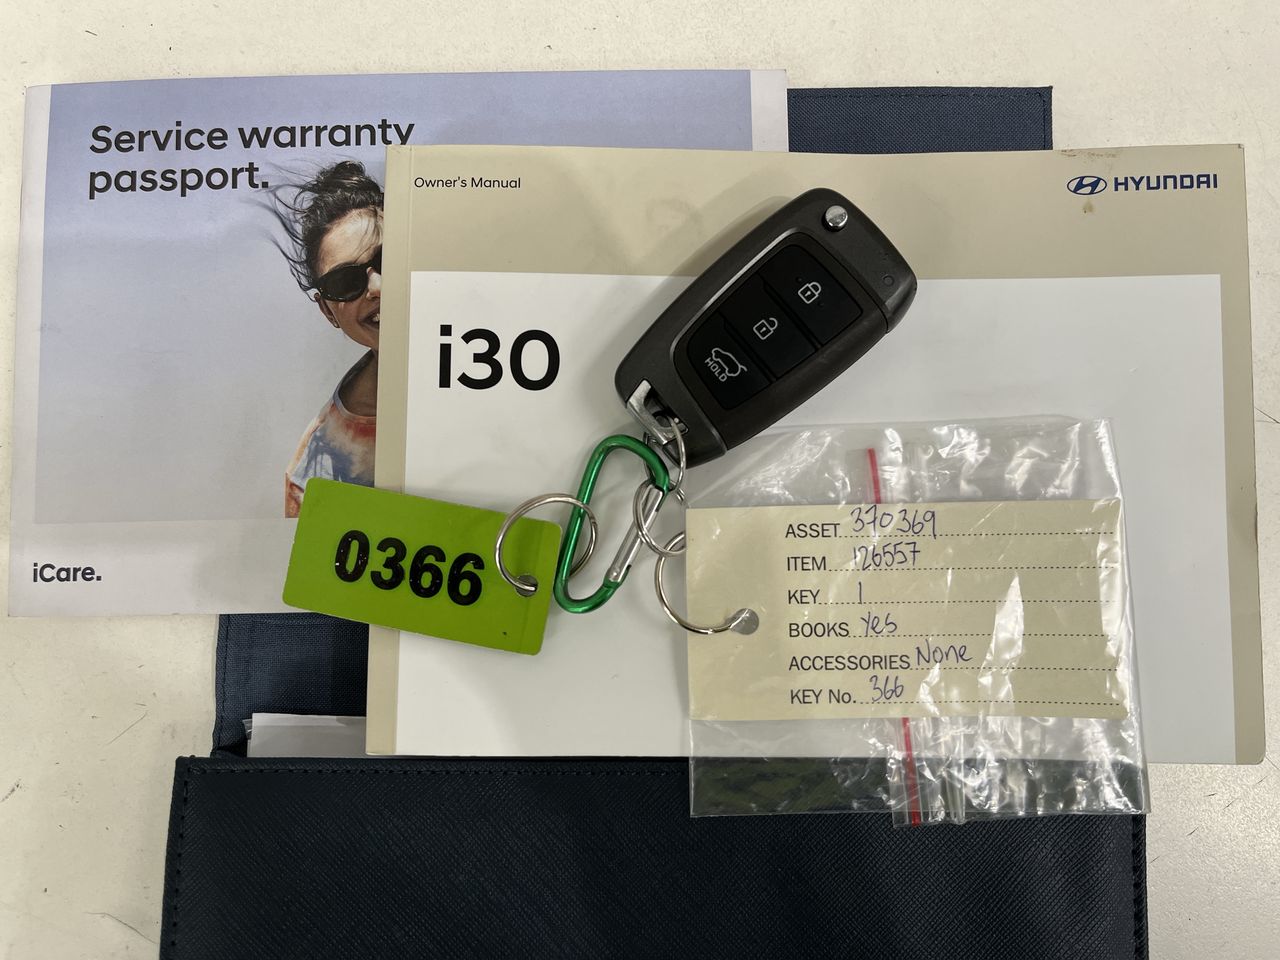 Service warranty
passport.
iCare.
Owner's Manual
HYUNDAI
i30
HOLD
0366
ASSET 370369
ITEM 126557
KEY 1
BOOKS Yes
ACCESSORIES None
KEY No. 366